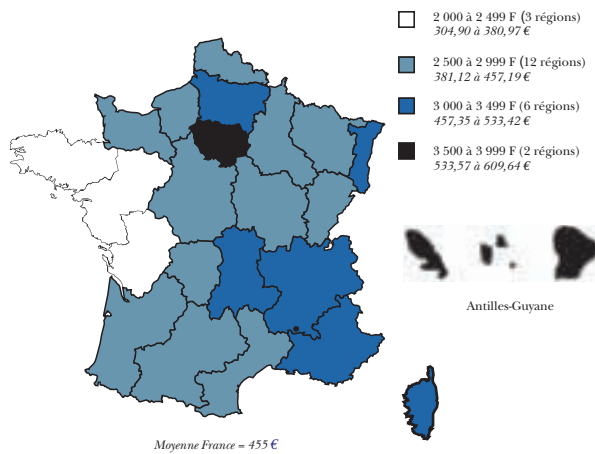 2 000 à 2 499 F (3 régions)
304,90 à 380,97 €
2 500 à 2 999 F (12 régions)
381,12 à 457,19 €
3 000 à 3 499 F (6 régions)
457,35 à 533,42 €
3 500 à 3 999 F (2 régions)
533,57 à 609,64 €
Antilles-Guyane
Moyenne France = 455 €